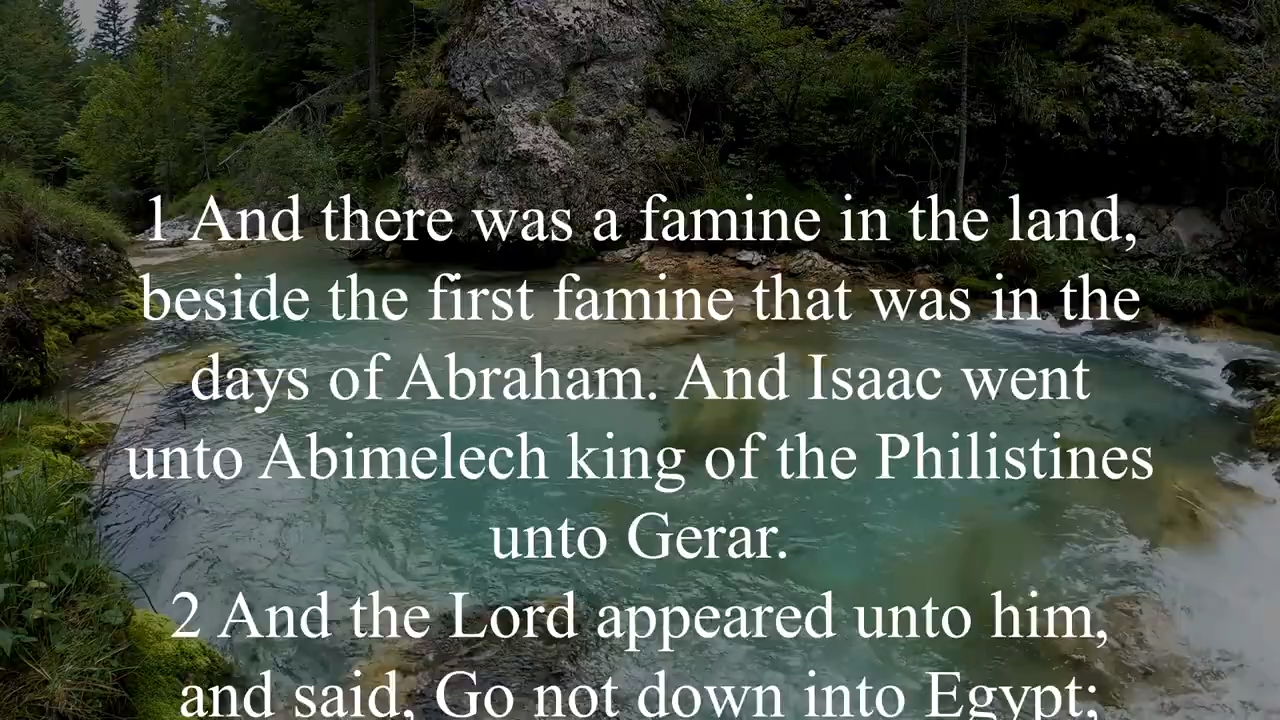 1 And there was a famine in the land,
beside the first famine that was in the
days of Abraham. And Isaac went
unto Abimelech king of the Philistines
unto Gerar.
2 And the Lord appeared unto him,
and said, Go not down into Egypt;